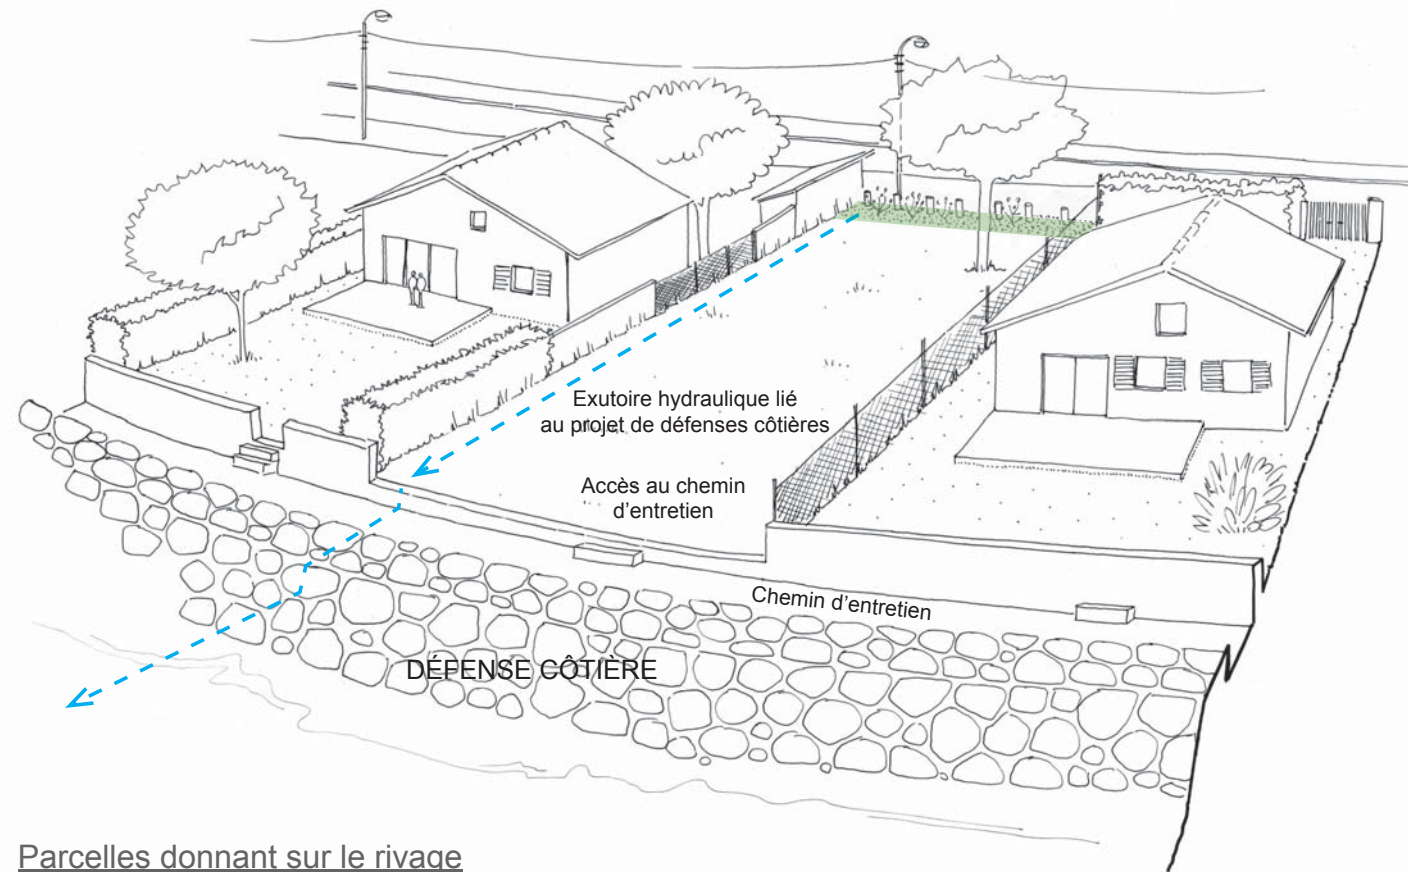 Exutoire hydraulique lié
au projet de défenses côtières
Accès au chemin
d'entretien
Chemin d'entretien
DÉFENSE CÔTIÈRE
Parcelles donnant sur le rivage